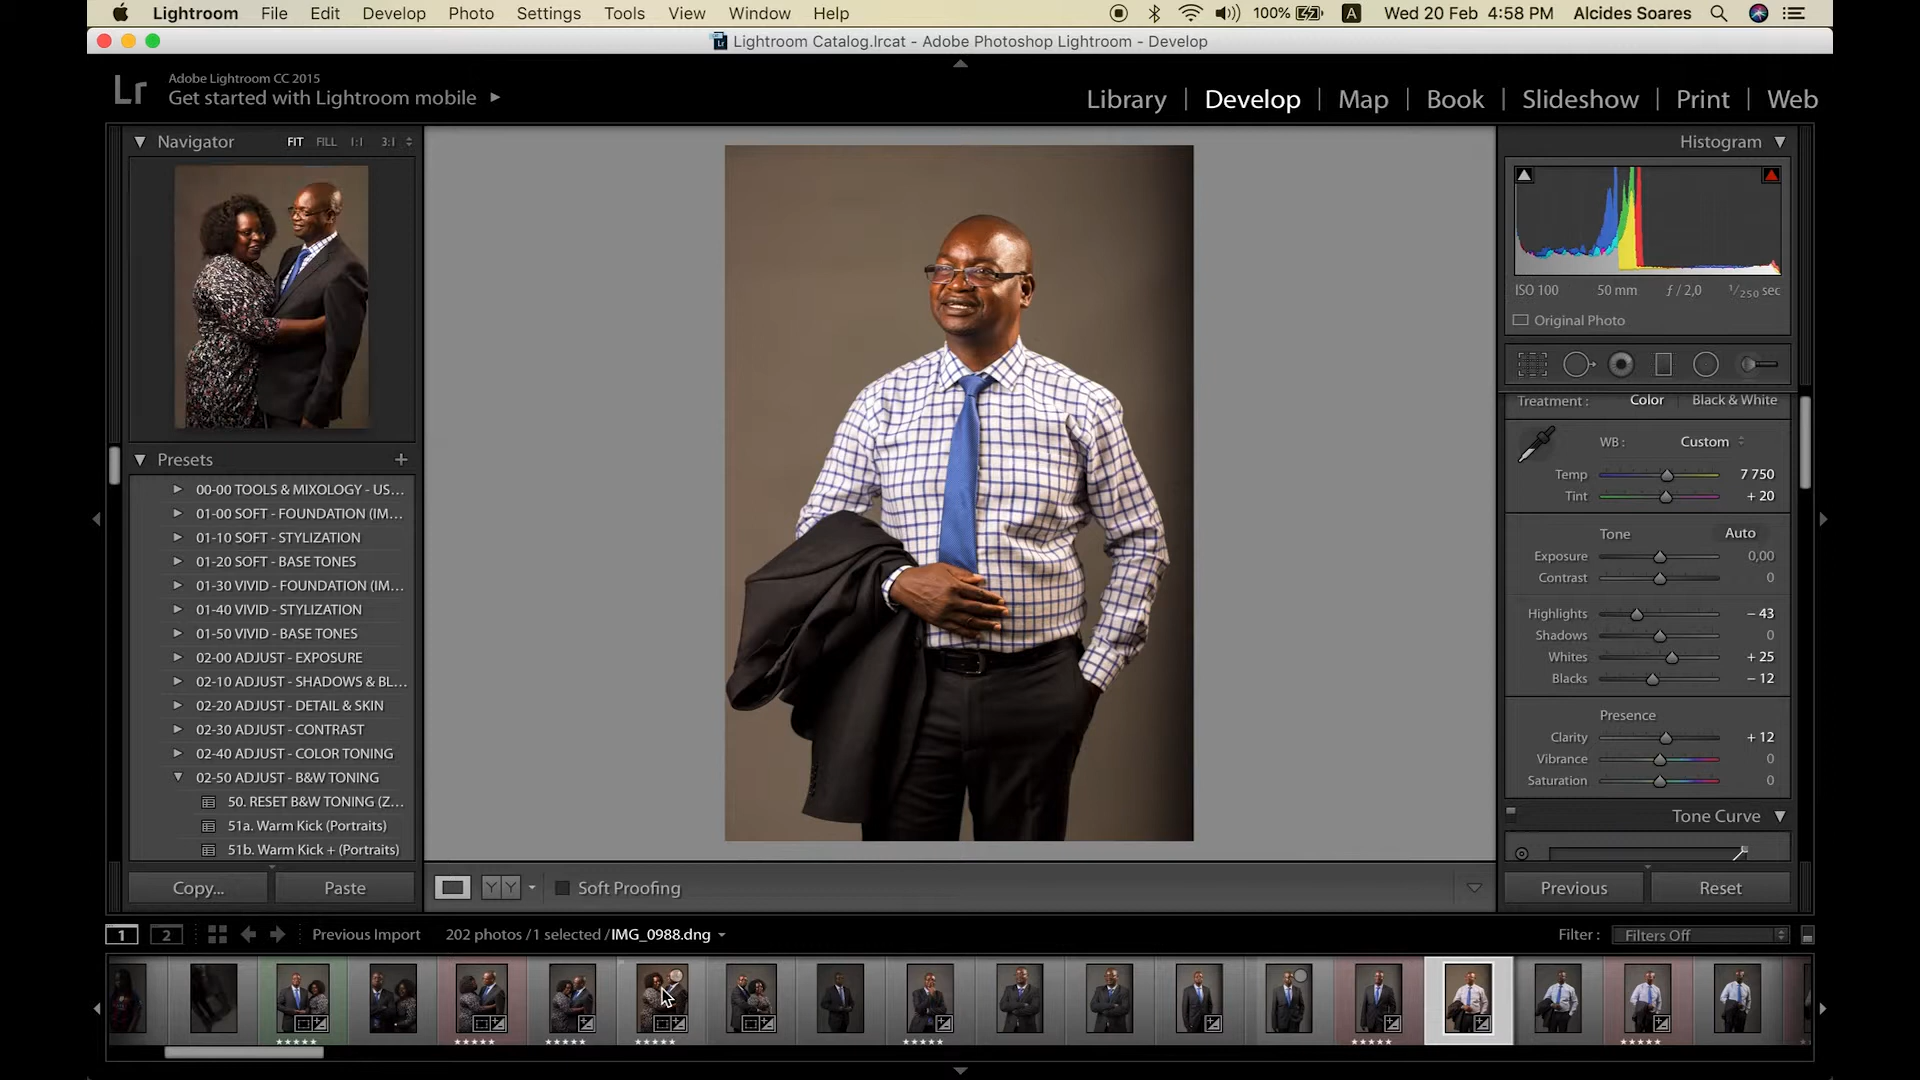 Lightroom File Edit Develop Photo Settings Tools View Window Help 100% A Wed 20 Feb 4:58 PM Alcides Soares
Lightroom Catalog.lrcat - Adobe Photoshop Lightroom - Develop
Lr
Adobe Lightroom CC 2015
Get started with Lightroom mobile
Library | Develop | Map | Book | Slideshow | Print | Web
Navigator FIT FILL 1:1 3:1
Presets +
00-00 TOOLS & MIXOLOGY - US...
01-00 SOFT - FOUNDATION (IM...
01-10 SOFT - STYLIZATION
01-20 SOFT - BASE TONES
01-30 VIVID - FOUNDATION (IM...
01-40 VIVID - STYLIZATION
01-50 VIVID - BASE TONES
02-00 ADJUST - EXPOSURE
02-10 ADJUST - SHADOWS & BL...
02-20 ADJUST - DETAIL & SKIN
02-30 ADJUST - CONTRAST
02-40 ADJUST - COLOR TONING
02-50 ADJUST - B&W TONING
50. RESET B&W TONING (Z...
51a. Warm Kick (Portraits)
51b. Warm Kick + (Portraits)
Copy... Paste
Soft Proofing
Histogram
ISO 100 50 mm ƒ / 2,0 1/250 sec
Original Photo
Treatment : Color Black & White
WB : Custom
Temp 7 750
Tint + 20
Tone Auto
Exposure 0,00
Contrast 0
Highlights – 43
Shadows 0
Whites + 25
Blacks – 12
Presence
Clarity + 12
Vibrance 0
Saturation 0
Tone Curve
Previous Reset
1 2 Previous Import 202 photos / 1 selected / IMG_0988.dng Filter : Filters Off